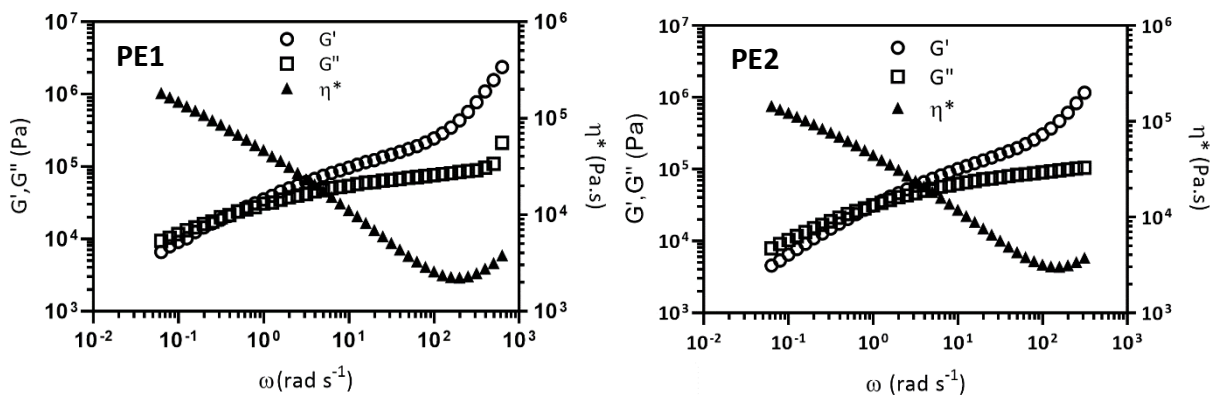 PE1
G'
G''
η*
10⁷
10⁶
10⁵
10⁴
10³
G',G'' (Pa)
10⁶
10⁵
10⁴
10³
η* (Pa.s)
10⁻²
10⁻¹
10⁰
10¹
10²
10³
ω (rad s⁻¹)
PE2
G'
G''
η*
10⁷
10⁶
10⁵
10⁴
10³
G',G'' (Pa)
10⁶
10⁵
10⁴
10³
η* (Pa.s)
10⁻²
10⁻¹
10⁰
10¹
10²
10³
ω (rad s⁻¹)